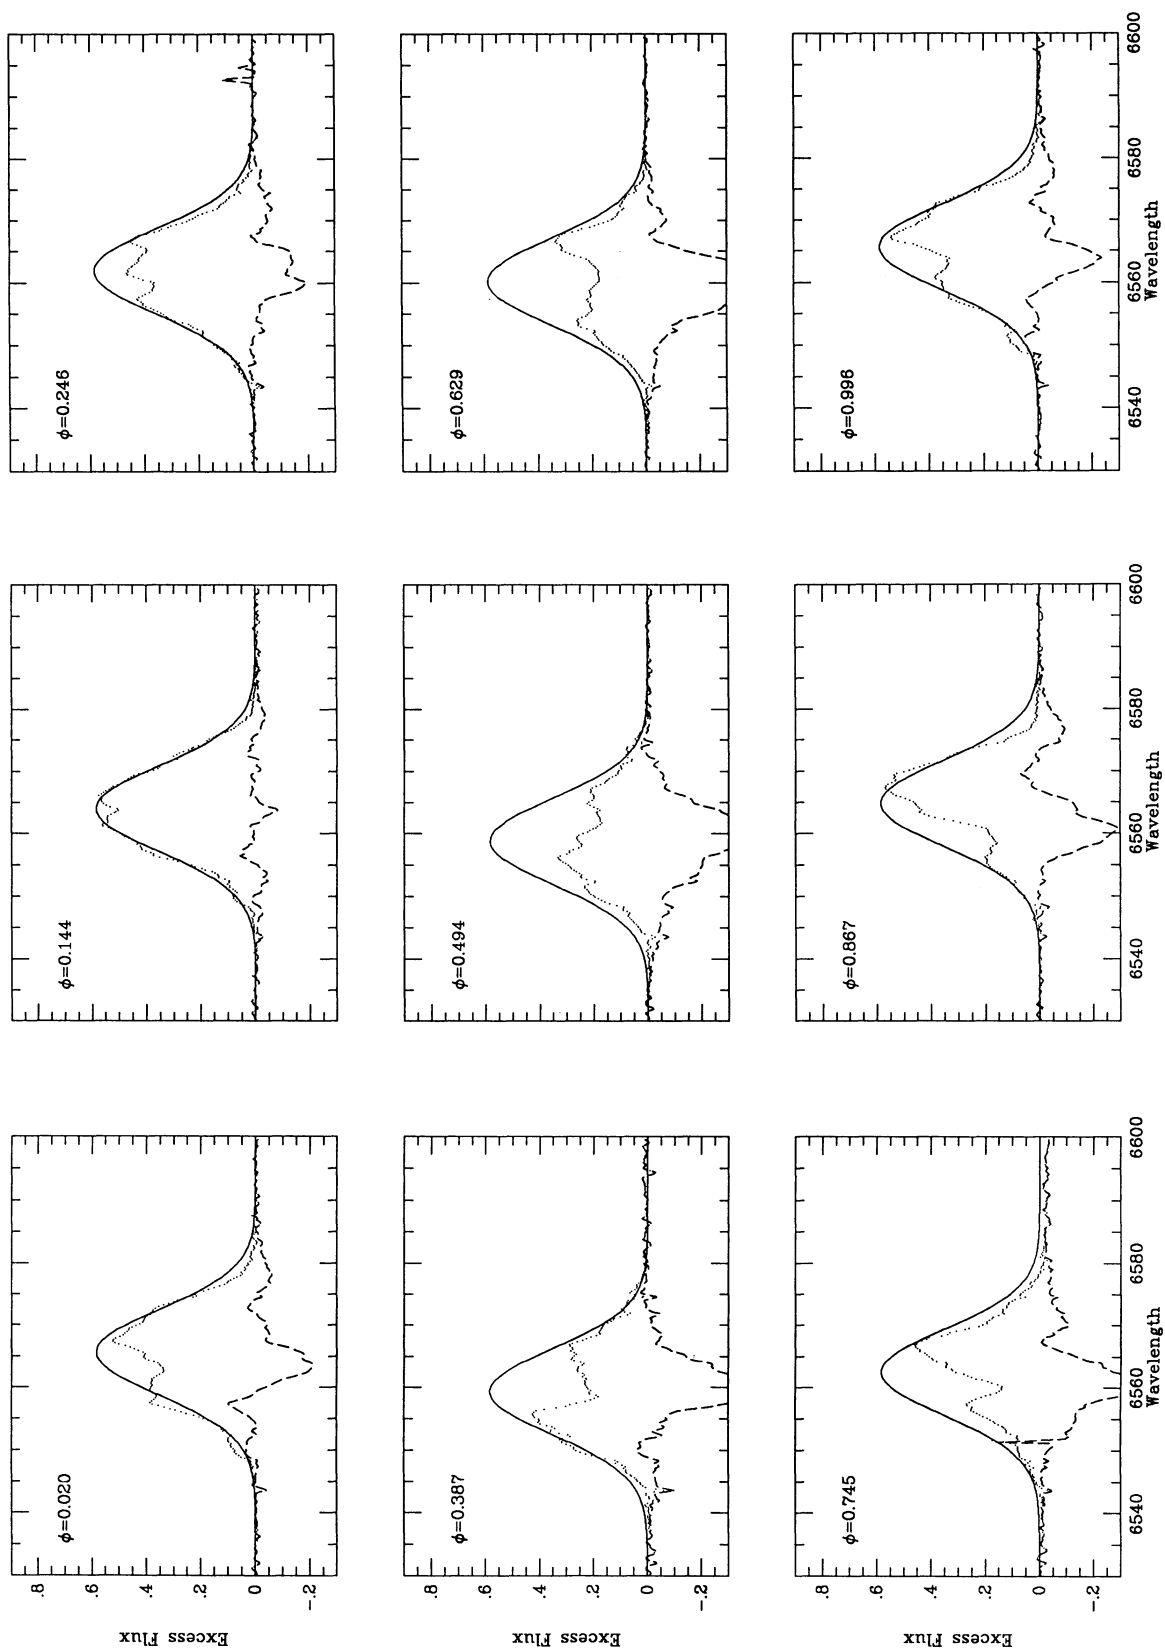 Excess Flux
.8
.6
.4
.2
0
-.2
φ=0.020
φ=0.144
φ=0.246
Excess Flux
.8
.6
.4
.2
0
-.2
φ=0.387
φ=0.494
φ=0.629
Excess Flux
.8
.6
.4
.2
0
-.2
φ=0.745
φ=0.867
φ=0.996
6540 6560 6580 6600
Wavelength
6540 6560 6580 6600
Wavelength
6540 6560 6580 6600
Wavelength